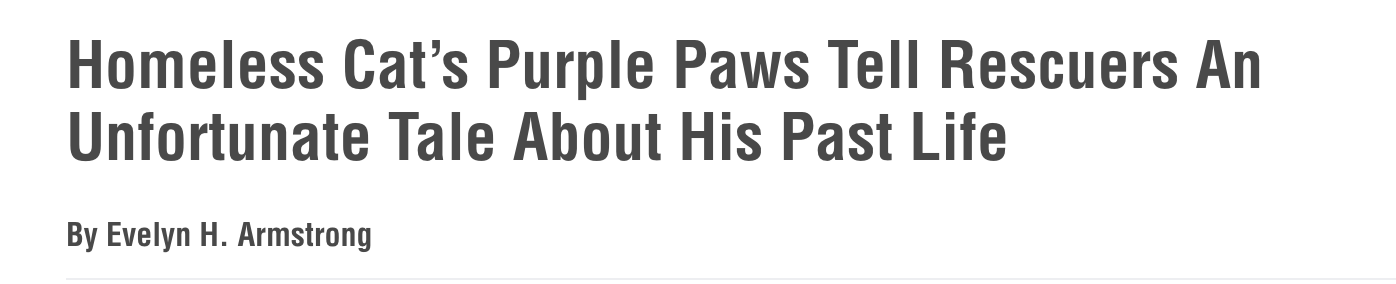 Homeless Cat’s Purple Paws Tell Rescuers An
Unfortunate Tale About His Past Life
By Evelyn H. Armstrong